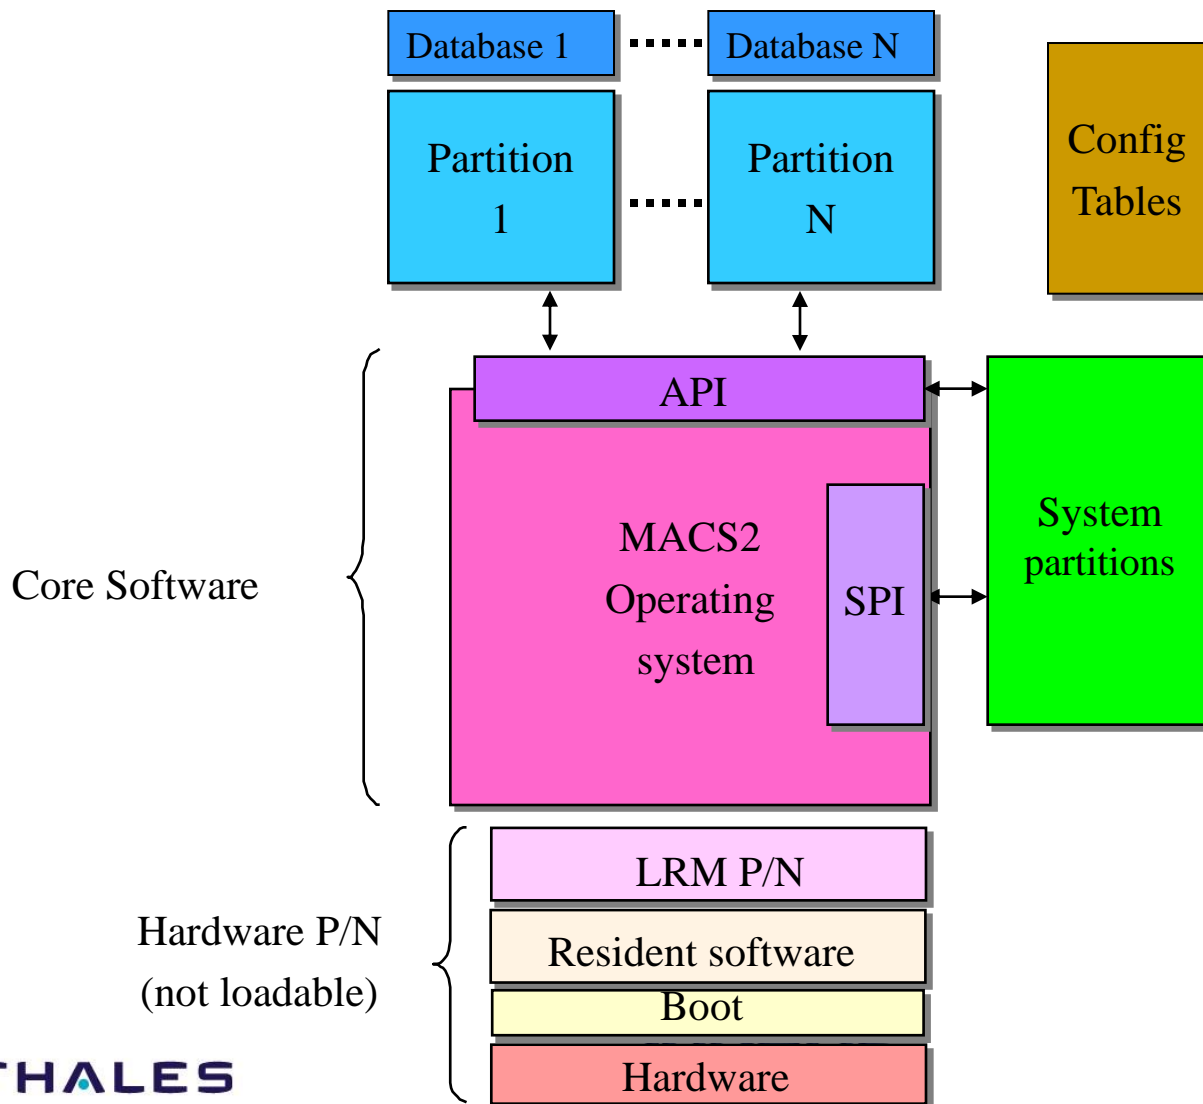 Database 1
Database N
Partition
1
Partition
N
Config
Tables
API
MACS2
Operating
system
SPI
System
partitions
Core Software
LRM P/N
Hardware P/N
(not loadable)
Resident software
Boot
Hardware
THALES